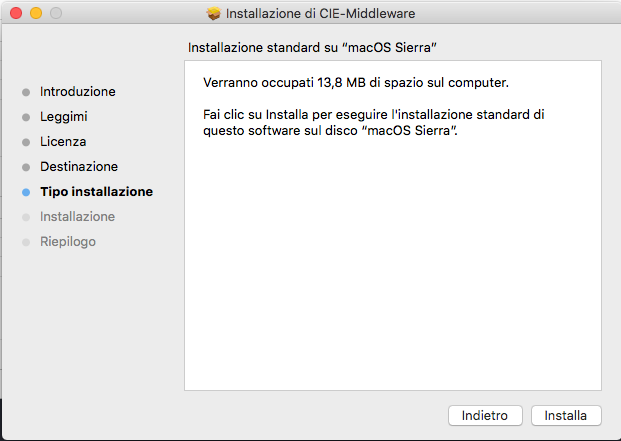 Installazione di CIE-Middleware
Installazione standard su “macOS Sierra”
Introduzione
Leggimi
Licenza
Destinazione
Tipo installazione
Installazione
Riepilogo
Verranno occupati 13,8 MB di spazio sul computer.
Fai clic su Installa per eseguire l'installazione standard di
questo software sul disco “macOS Sierra”.
Indietro
Installa